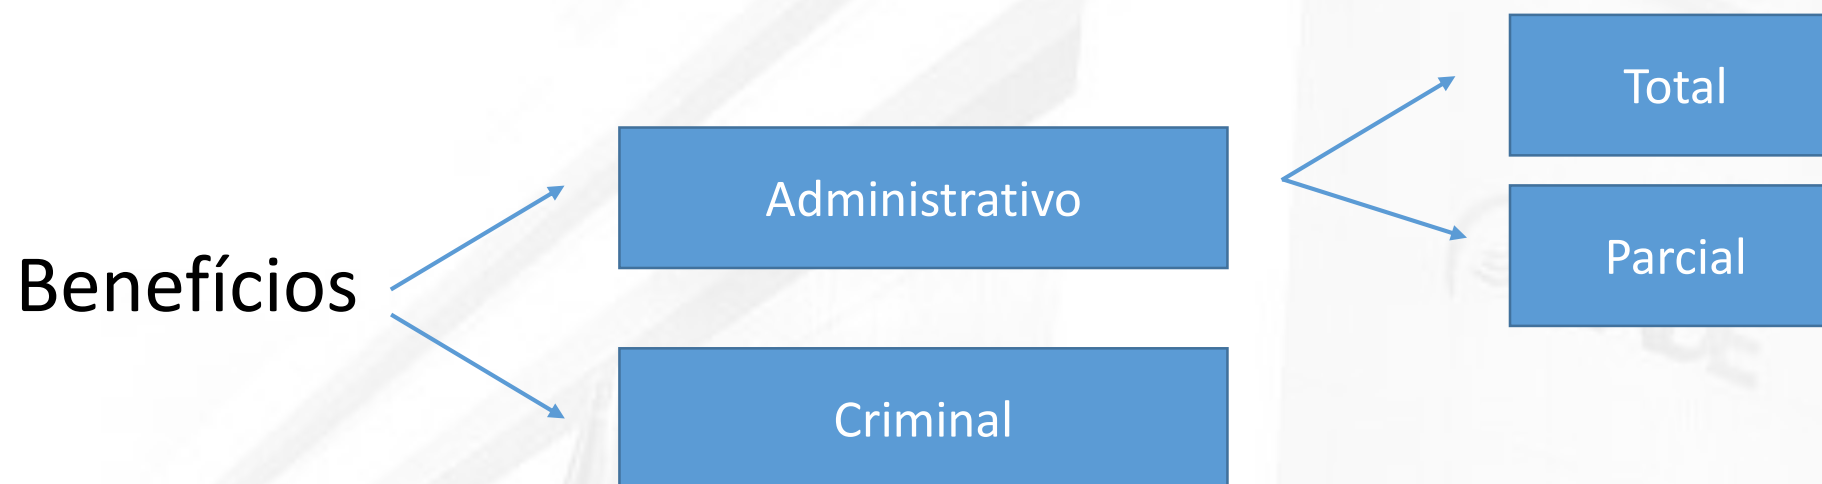 Total
Administrativo
Parcial
Benefícios
Criminal